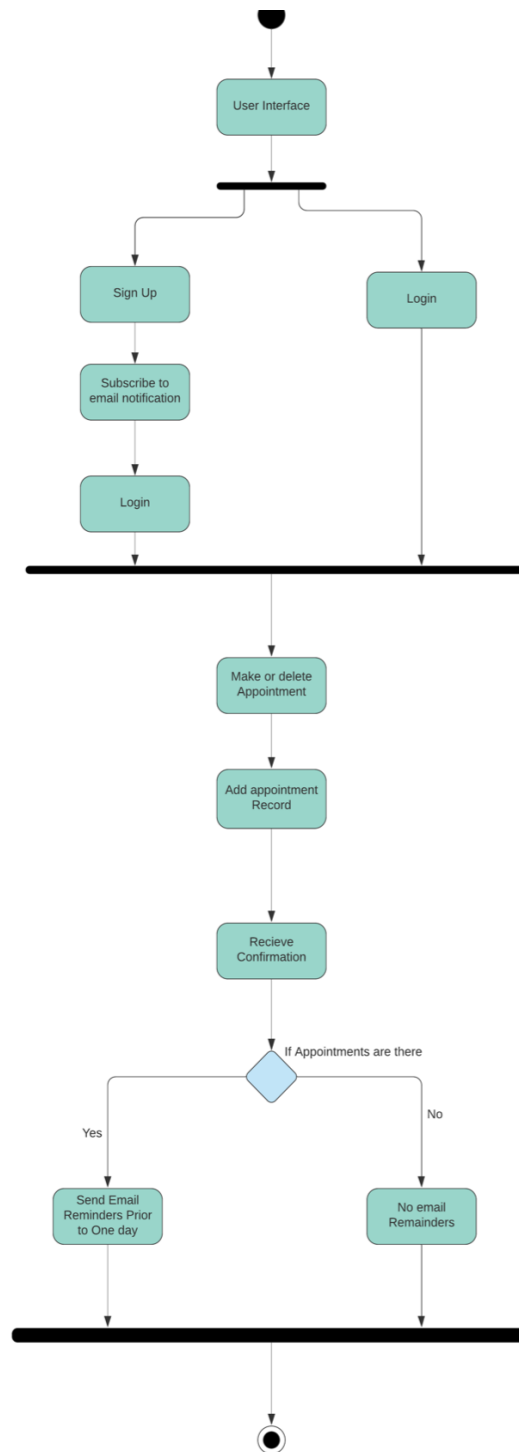 User Interface
Sign Up
Login
Subscribe to
email notification
Login
Make or delete
Appointment
Add appointment
Record
Recieve
Confirmation
If Appointments are there
Yes
No
Send Email
Reminders Prior
to One day
No email
Remainders